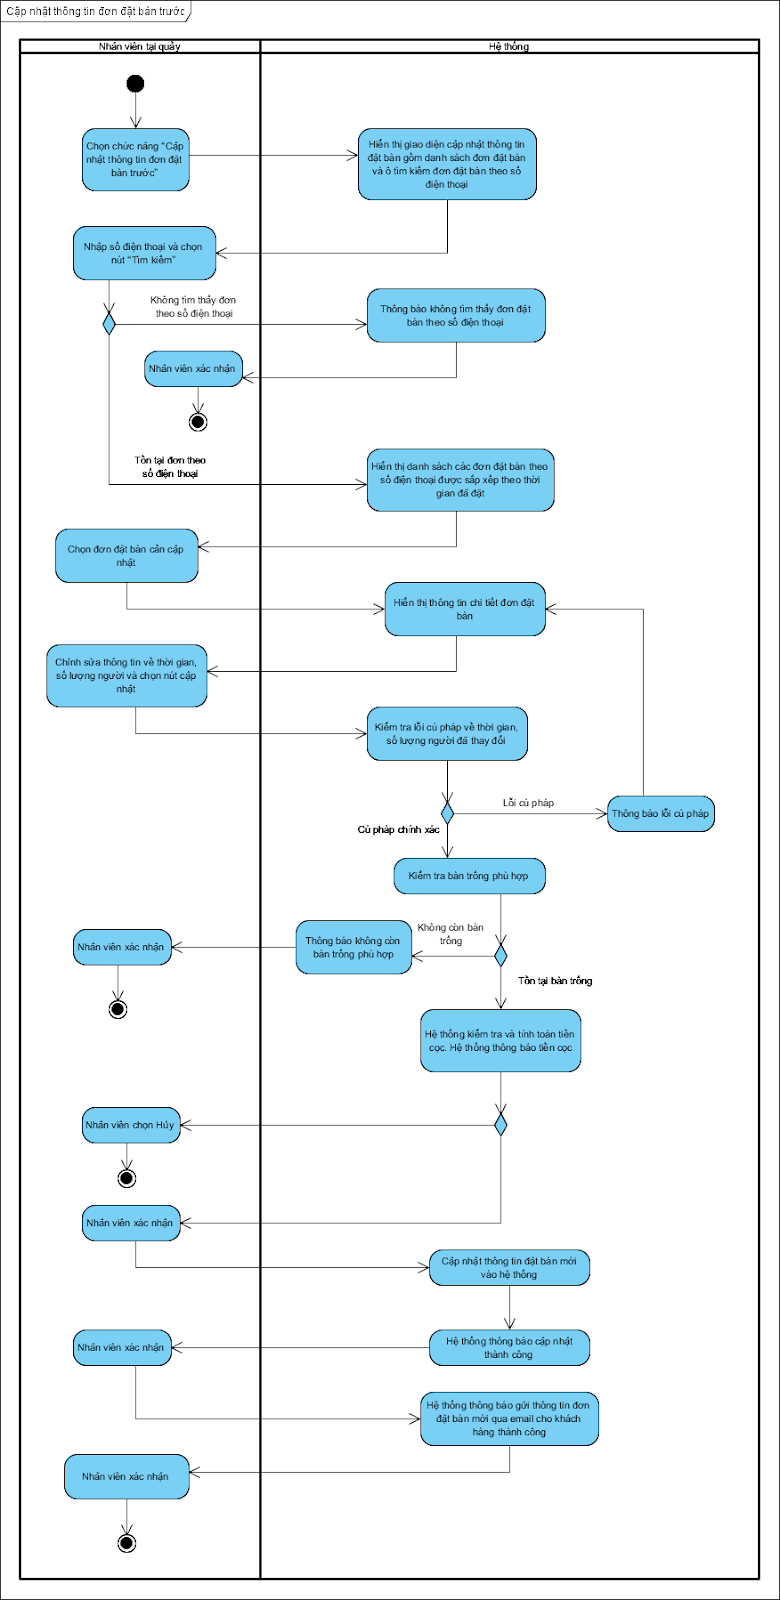 Cập nhật thông tin đơn đặt bàn trước
Nhân viên tại quầy
Hệ thống
Chọn chức năng "Cập
nhật thông tin đơn đặt
bàn trước"
Hiển thị giao diện cập nhật thông tin
đặt bàn gồm danh sách đơn đặt bàn
và ô tìm kiếm đơn đặt bàn theo số
điện thoại
Nhập số điện thoại và chọn
nút "Tìm kiếm"
Không tìm thấy đơn
theo số điện thoại
Thông báo không tìm thấy đơn đặt
bàn theo số điện thoại
Nhân viên xác nhận
Tồn tại đơn theo
số điện thoại
Hiển thị danh sách các đơn đặt bàn theo
số điện thoại được sắp xếp theo thời
gian đã đặt
Chọn đơn đặt bàn cần cập
nhật
Hiển thị thông tin chi tiết đơn đặt
bàn
Chỉnh sửa thông tin về thời gian,
số lượng người và chọn nút cập
nhật
Kiểm tra lỗi cú pháp về thời gian,
số lượng người đã thay đổi
Lỗi cú pháp
Thông báo lỗi cú pháp
Cú pháp chính xác
Kiểm tra bàn trống phù hợp
Không còn bàn
trống
Thông báo không còn
bàn trống phù hợp
Nhân viên xác nhận
Tồn tại bàn trống
Hệ thống kiểm tra và tính toán tiền
cọc. Hệ thống thông báo tiền cọc
Nhân viên chọn Hủy
Nhân viên xác nhận
Cập nhật thông tin đặt bàn mới
vào hệ thống
Hệ thống thông báo cập nhật
thành công
Nhân viên xác nhận
Hệ thống thông báo gửi thông tin đơn
đặt bàn mới qua email cho khách
hàng thành công
Nhân viên xác nhận